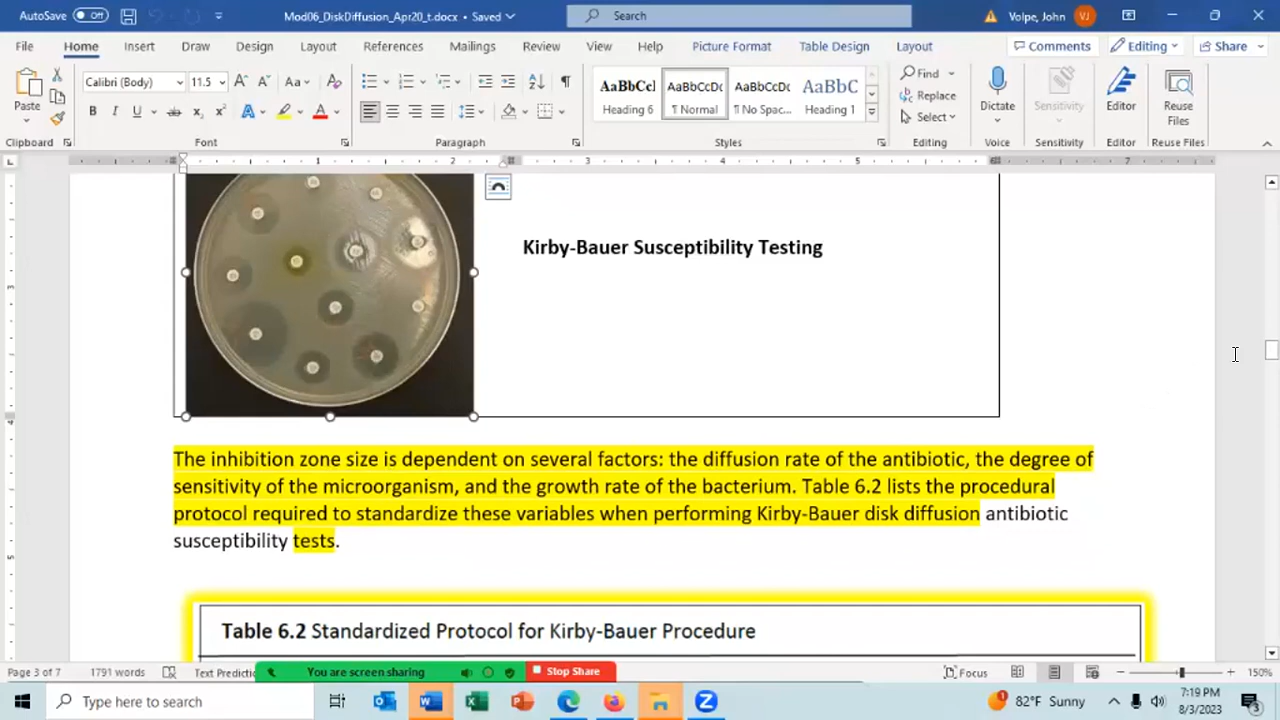 AutoSave Off Mod06_DiskDiffusion_Apr20_t.docx • Saved Search Volpe, John VJ
File Home Insert Draw Design Layout References Mailings Review View Help Picture Format Table Design Layout Comments Editing Share
Paste Calibri (Body) 11.5 A A Aa A
B I U ab A A
AaBbCcI AaBbCcDc AaBbCcDc AaBbC
Heading 6 ¶ Normal ¶ No Spac... Heading 1
Find
Replace
Select
Dictate Sensitivity Editor Reuse Files
Clipboard Font Paragraph Styles Editing Voice Sensitivity Editor Reuse Files
1 2 3 4 5 7
Kirby-Bauer Susceptibility Testing
The inhibition zone size is dependent on several factors: the diffusion rate of the antibiotic, the degree of
sensitivity of the microorganism, and the growth rate of the bacterium. Table 6.2 lists the procedural
protocol required to standardize these variables when performing Kirby-Bauer disk diffusion antibiotic
susceptibility tests.
Table 6.2 Standardized Protocol for Kirby-Bauer Procedure
Page 3 of 7 1791 words Text Predictio You are screen sharing Stop Share Focus 150%
Type here to search 82°F Sunny 7:19 PM
8/3/2023